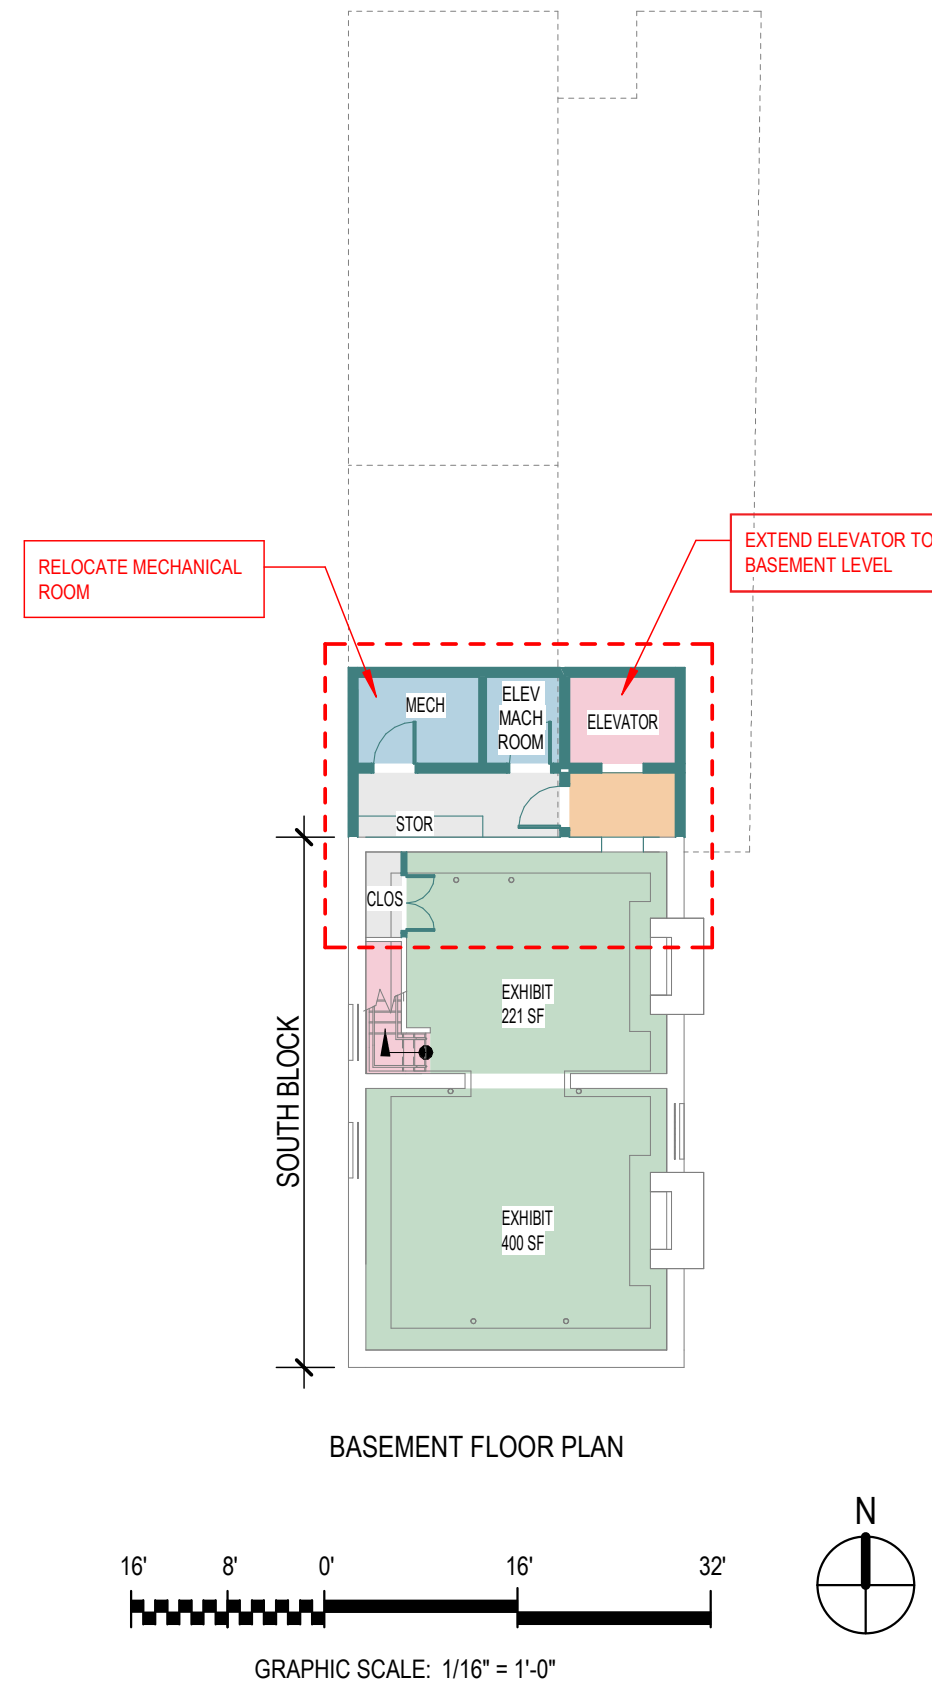 RELOCATE MECHANICAL
ROOM
EXTEND ELEVATOR TO
BASEMENT LEVEL
MECH
ELEV
MACH
ROOM
ELEVATOR
STOR
CLOS
EXHIBIT
221 SF
SOUTH BLOCK
EXHIBIT
400 SF
BASEMENT FLOOR PLAN
N
16' 8' 0' 16' 32'
GRAPHIC SCALE: 1/16" = 1'-0"